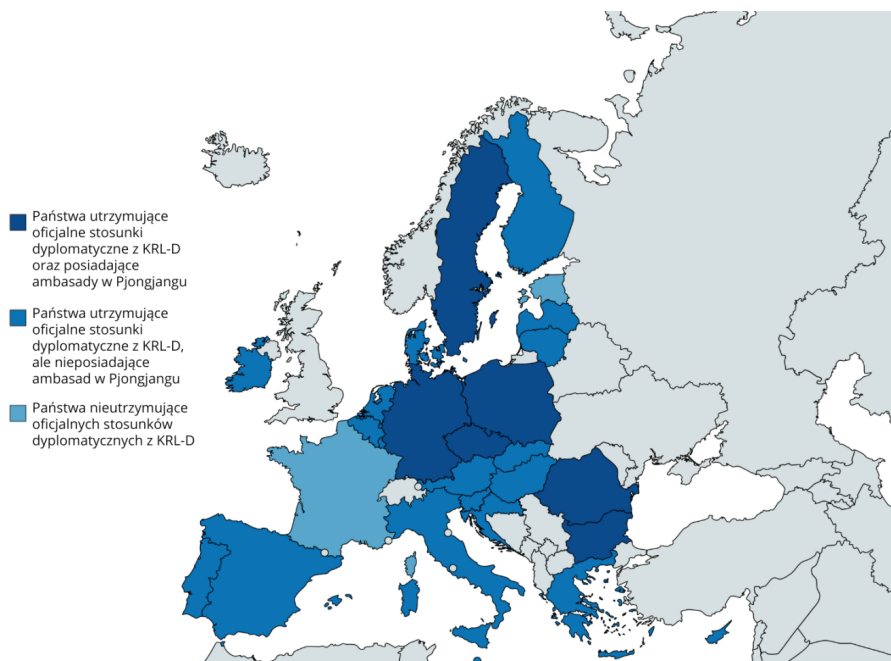 Państwa utrzymujące
oficjalne stosunki
dyplomatyczne z KRL-D
oraz posiadające
ambasady w Pjongjangu
Państwa utrzymujące
oficjalne stosunki
dyplomatyczne z KRL-D,
ale nieposiadające
ambasad w Pjongjangu
Państwa nieutrzymujące
oficjalnych stosunków
dyplomatycznych z KRL-D